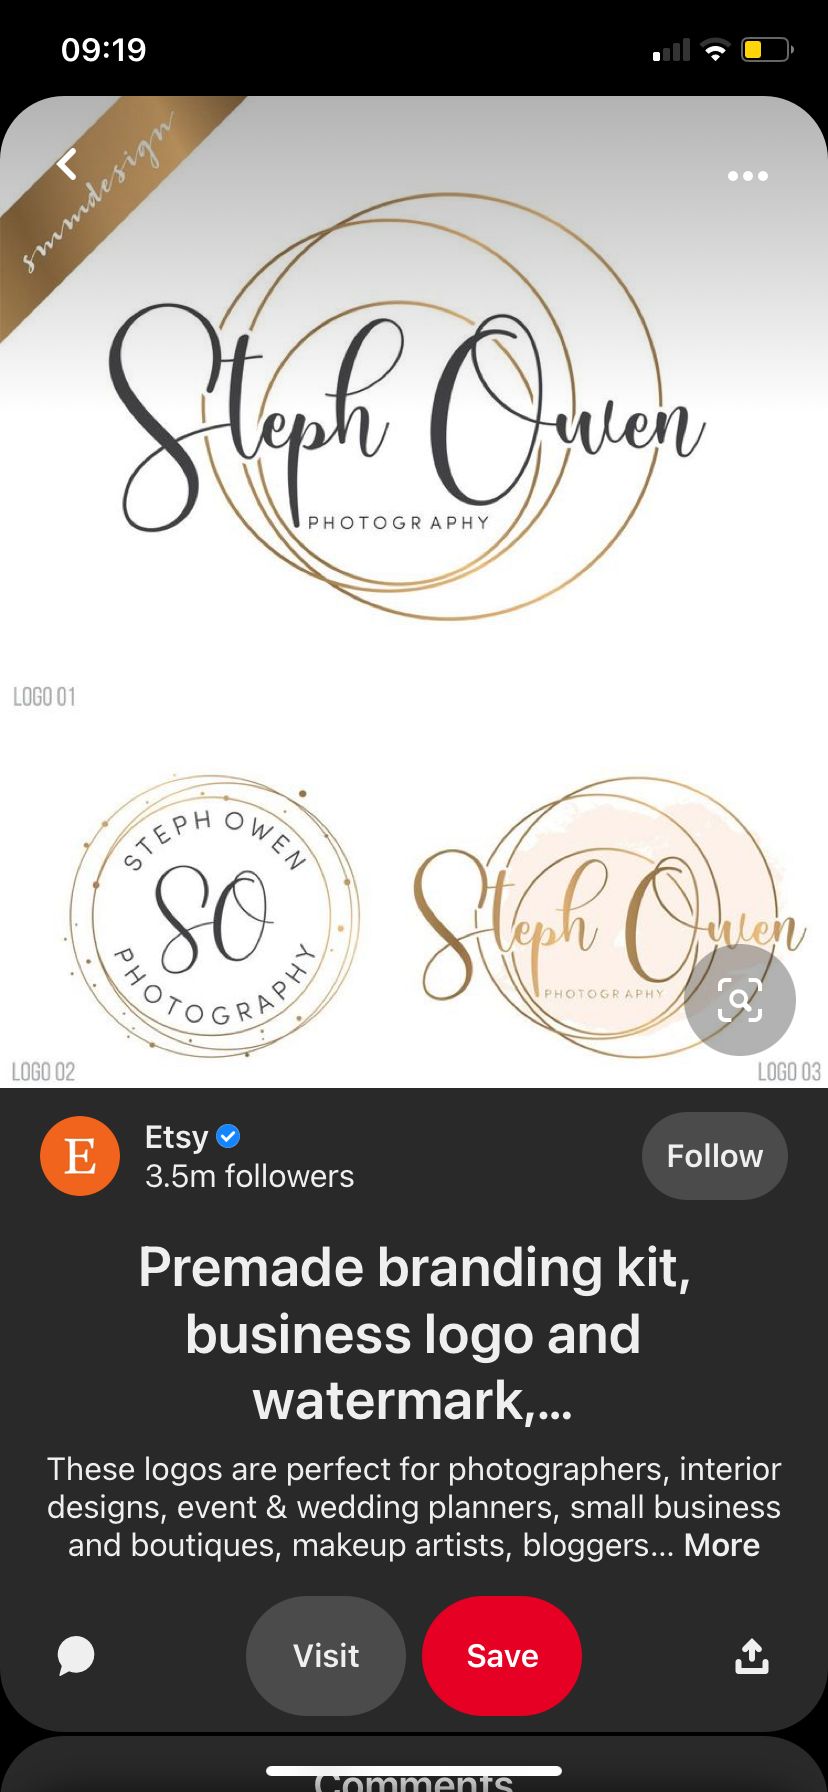 09:19
smmdesign
Steph Owen
PHOTOGRAPHY
LOGO 01
STEPH OWEN
SO
PHOTOGRAPHY
Steph Owen
PHOTOGRAPHY
LOGO 02
LOGO 03
E
Etsy
3.5m followers
Follow
Premade branding kit,
business logo and
watermark,...
These logos are perfect for photographers, interior
designs, event & wedding planners, small business
and boutiques, makeup artists, bloggers... More
Visit
Save
Comments